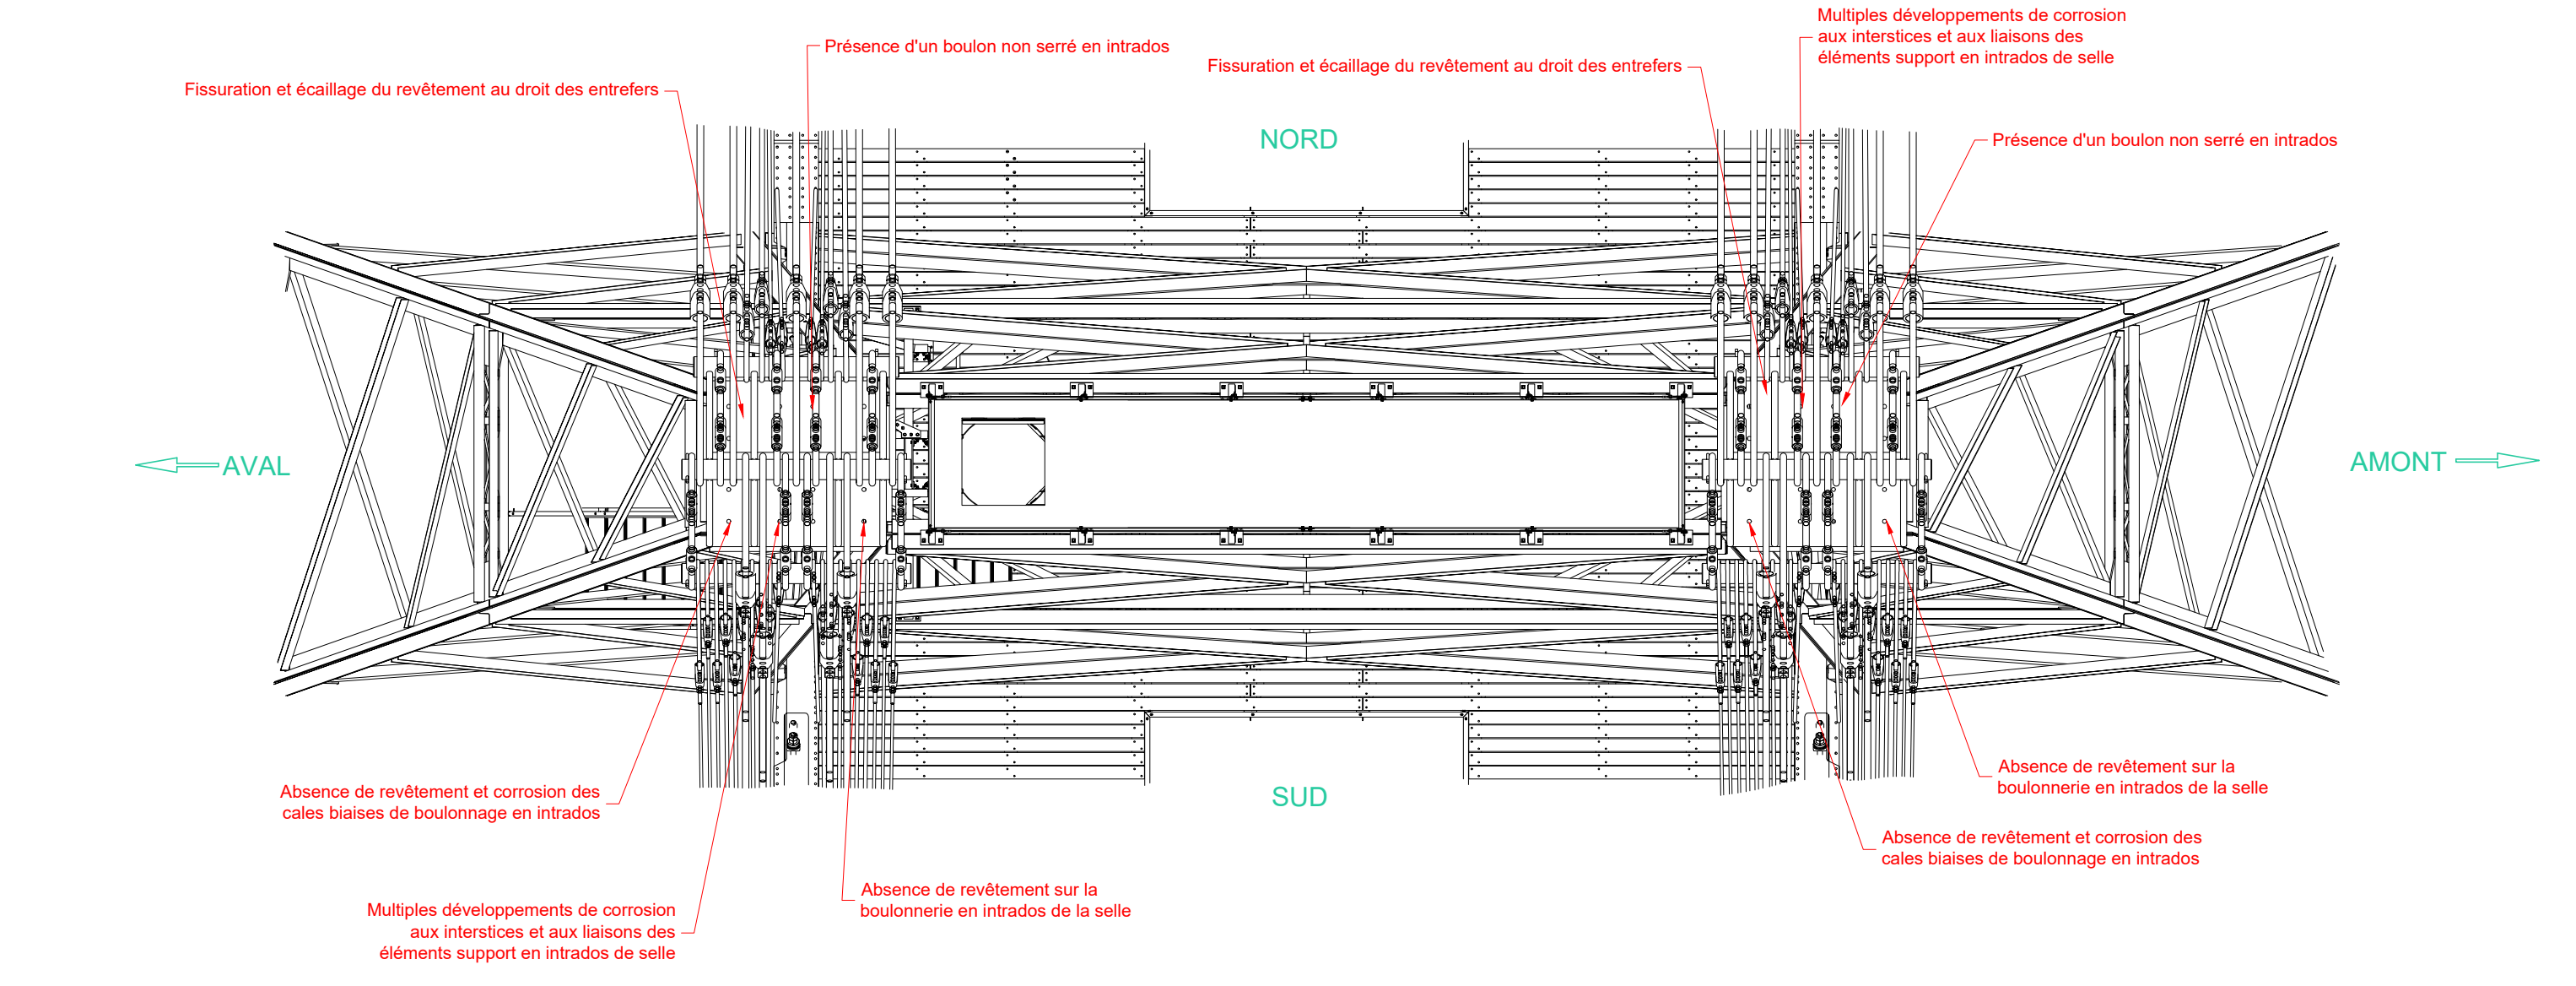 Multiples développements de corrosion
aux interstices et aux liaisons des
éléments support en intrados de selle
Présence d'un boulon non serré en intrados
Fissuration et écaillage du revêtement au droit des entrefers
Fissuration et écaillage du revêtement au droit des entrefers
NORD
Présence d'un boulon non serré en intrados
AVAL
AMONT
SUD
Absence de revêtement et corrosion des
cales biaises de boulonnage en intrados
Absence de revêtement sur la
boulonnerie en intrados de la selle
Absence de revêtement et corrosion des
cales biaises de boulonnage en intrados
Absence de revêtement sur la
boulonnerie en intrados de la selle
Multiples développements de corrosion
aux interstices et aux liaisons des
éléments support en intrados de selle